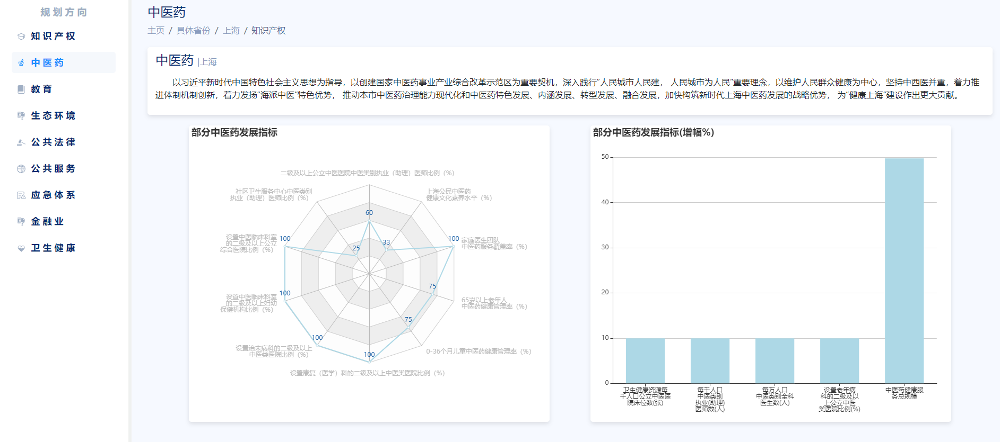 规划方向
知识产权
中医药
教育
生态环境
公共法律
公共服务
应急体系
金融业
卫生健康
中医药
主页 / 具体省份 / 上海 / 知识产权
中医药 |上海
以习近平新时代中国特色社会主义思想为指导，以创建国家中医药事业产业综合改革示范区为重要契机，深入践行“人民城市人民建， 人民城市为人民”重要理念，以维护人民群众健康为中心，坚持中西医并重，着力推
进体制机制创新，着力发扬“海派中医”特色优势， 推动本市中医药治理能力现代化和中医药特色发展、内涵发展、转型发展、融合发展，加快构筑新时代上海中医药发展的战略优势， 为“健康上海”建设作出更大贡献。
部分中医药发展指标
二级及以上公立中医医院中医类别执业（助理）医师比例（%）
社区卫生服务中心中医类别
执业（助理）医师比例（%）
上海公民中医药
健康文化素养水平（%）
设置中医临床科室
的二级及以上公立
综合医院比例（%）
家庭医生团队
中医药服务覆盖率（%）
设置中医临床科室
的二级及以上妇幼
保健机构比例（%）
65岁以上老年人
中医药健康管理率（%）
设置治未病科的二级及以上
中医类医院比例（%）
0-36个月儿童中医药健康管理率（%）
设置康复（医学）科的二级及以上中医类医院比例（%）
60
25
33
100
100
100
75
75
100
100
部分中医药发展指标(增幅%)
50
40
30
20
10
0
卫生健康资源每
千人口公立中医医
院床位数(张)
每千人口
中医类别
执业(助理)
医师数(人)
每万人口
中医类别全科
医生数(人)
设置老年病
科的二级及以
上公立中医
类医院比例(%)
中医药健康服
务总规模